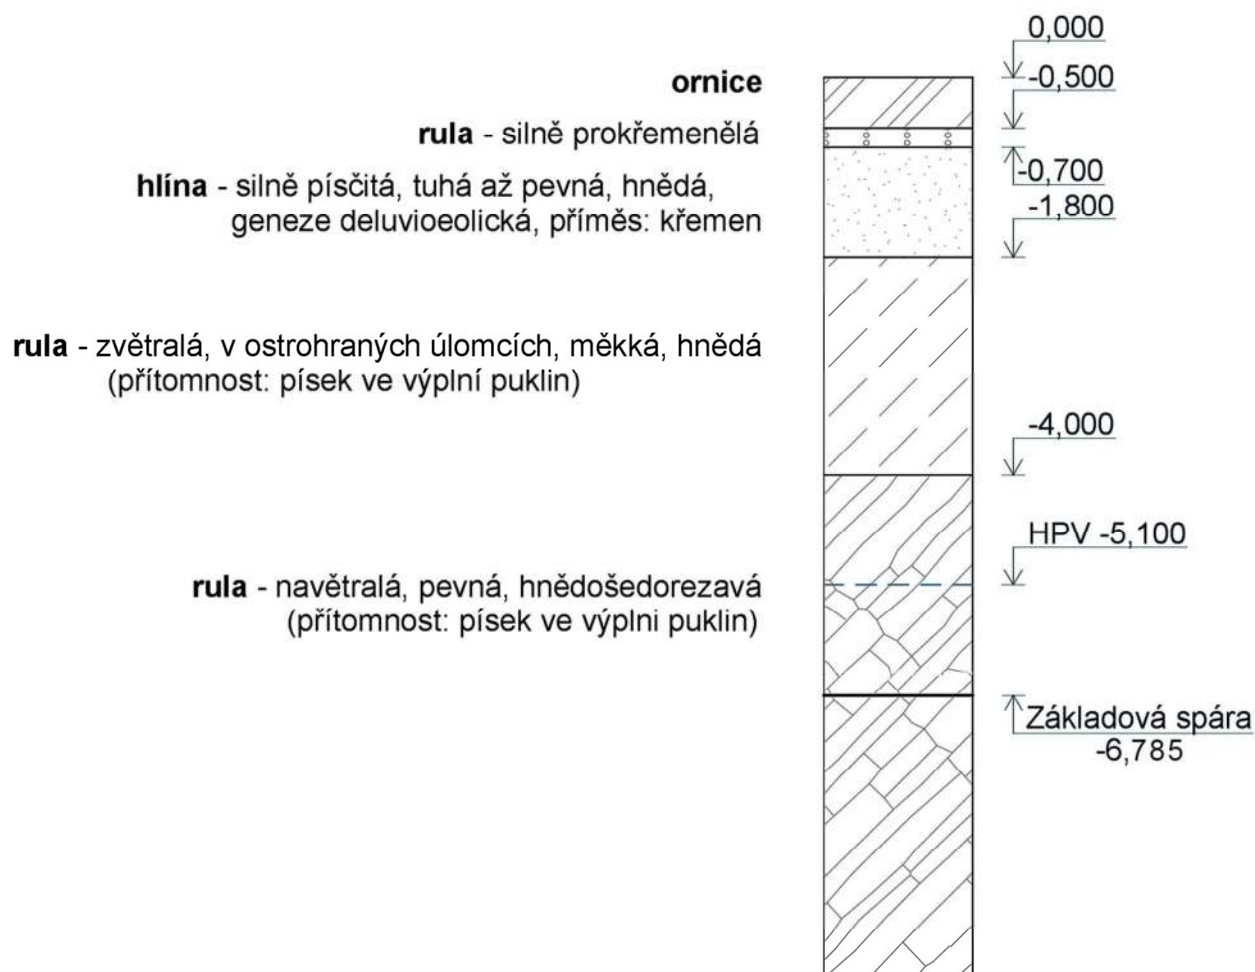 0,000
ornice
-0,500
rula - silně prokřemenělá
-0,700
hlína - silně písčitá, tuhá až pevná, hnědá,
geneze deluvioeolická, příměs: křemen
-1,800
rula - zvětralá, v ostrohraných úlomcích, měkká, hnědá
(přítomnost: písek ve výplní puklin)
-4,000
HPV -5,100
rula - navětralá, pevná, hnědošedorezavá
(přítomnost: písek ve výplni puklin)
Základová spára
-6,785